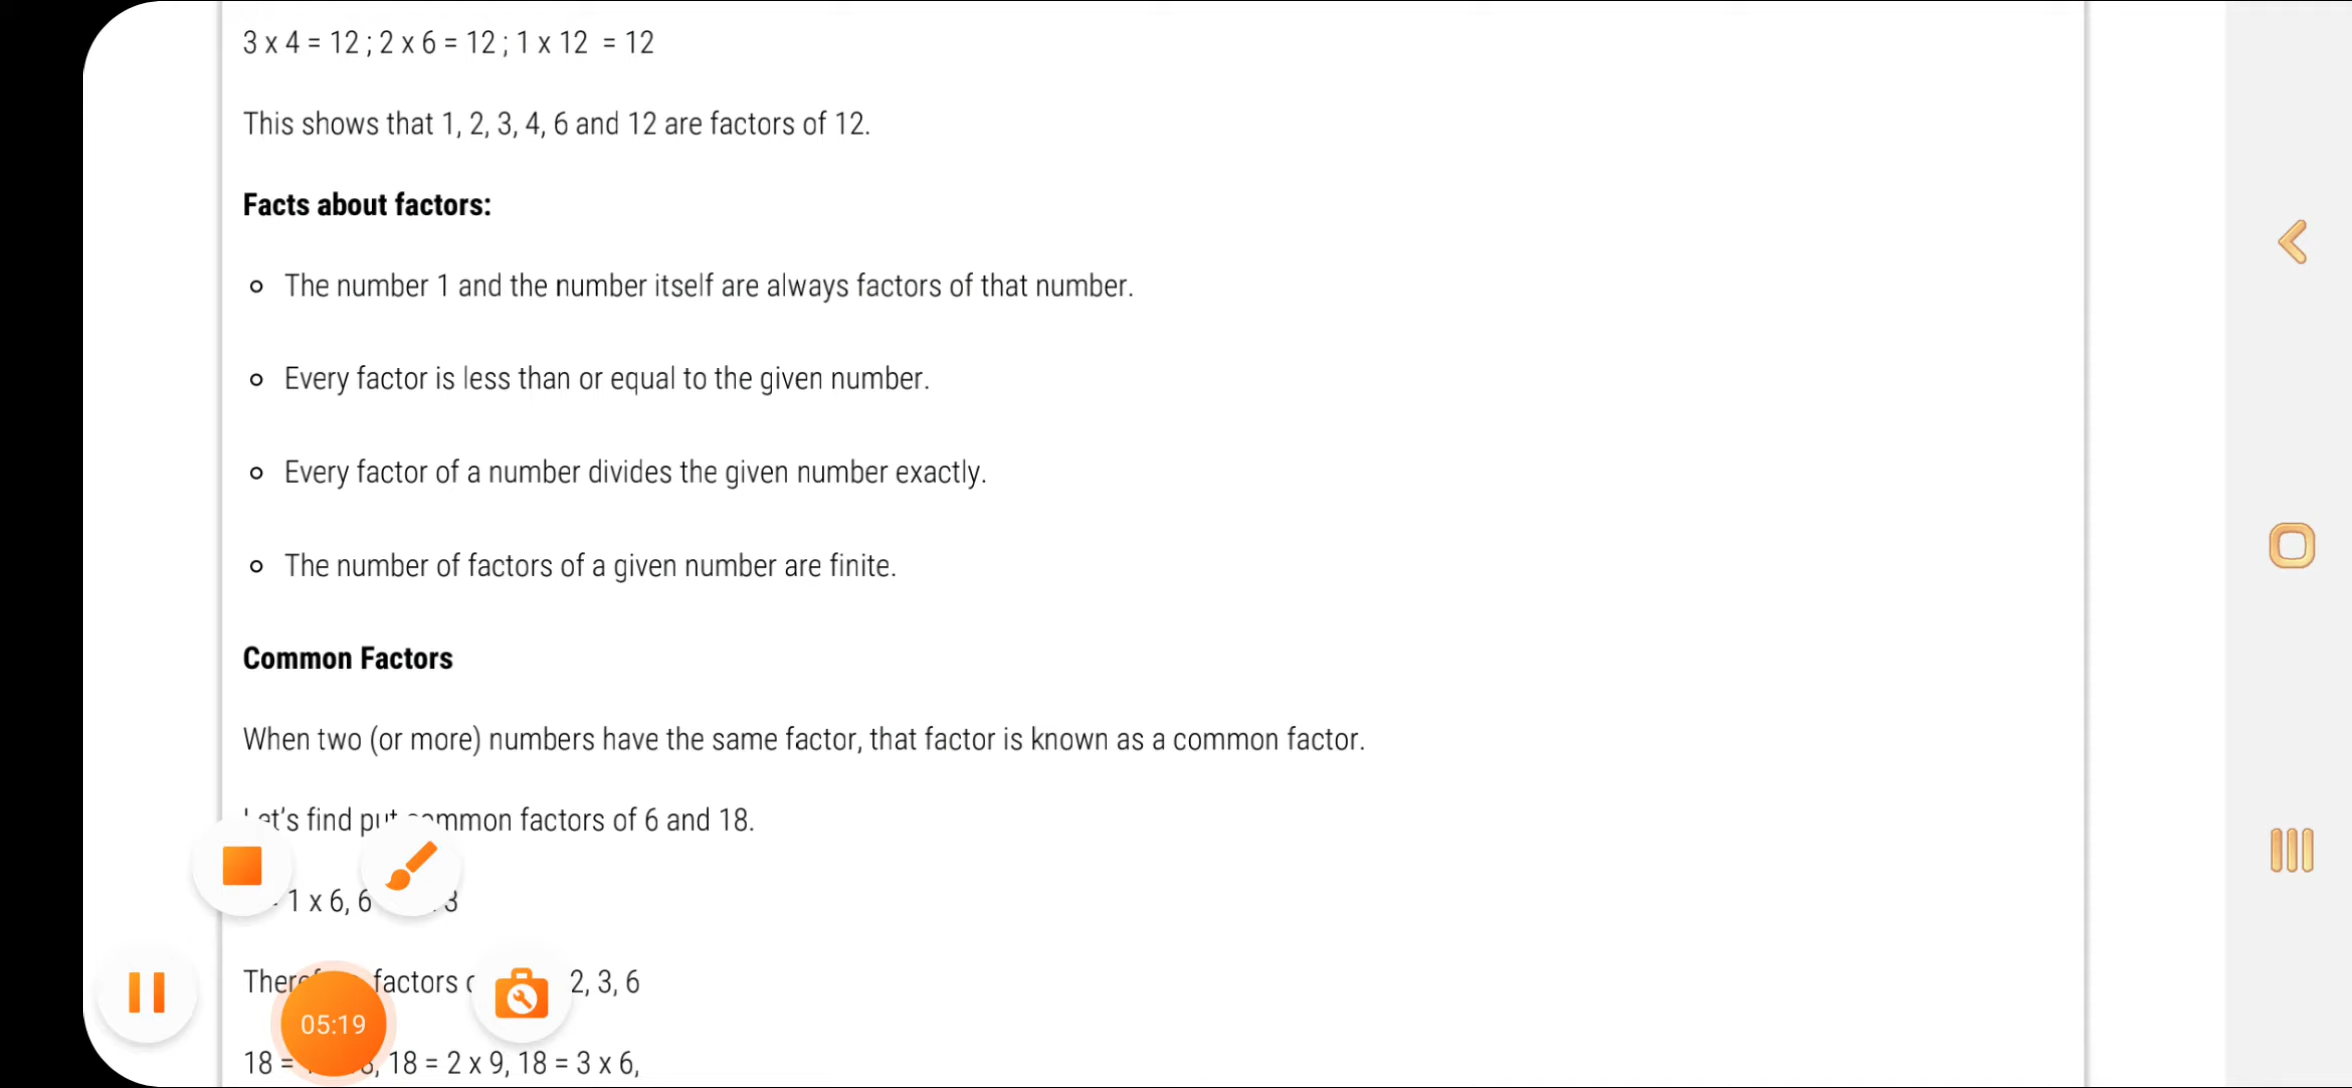 3 x 4 = 12 ; 2 x 6 = 12 ; 1 x 12 = 12
This shows that 1, 2, 3, 4, 6 and 12 are factors of 12.
Facts about factors:
The number 1 and the number itself are always factors of that number.
Every factor is less than or equal to the given number.
Every factor of a number divides the given number exactly.
The number of factors of a given number are finite.
Common Factors
When two (or more) numbers have the same factor, that factor is known as a common factor.
find put common factors of 6 and 18.
1 x 6, 6 3
factors 2, 3, 6
05:19
18 = 18 = 2 x 9, 18 = 3 x 6,